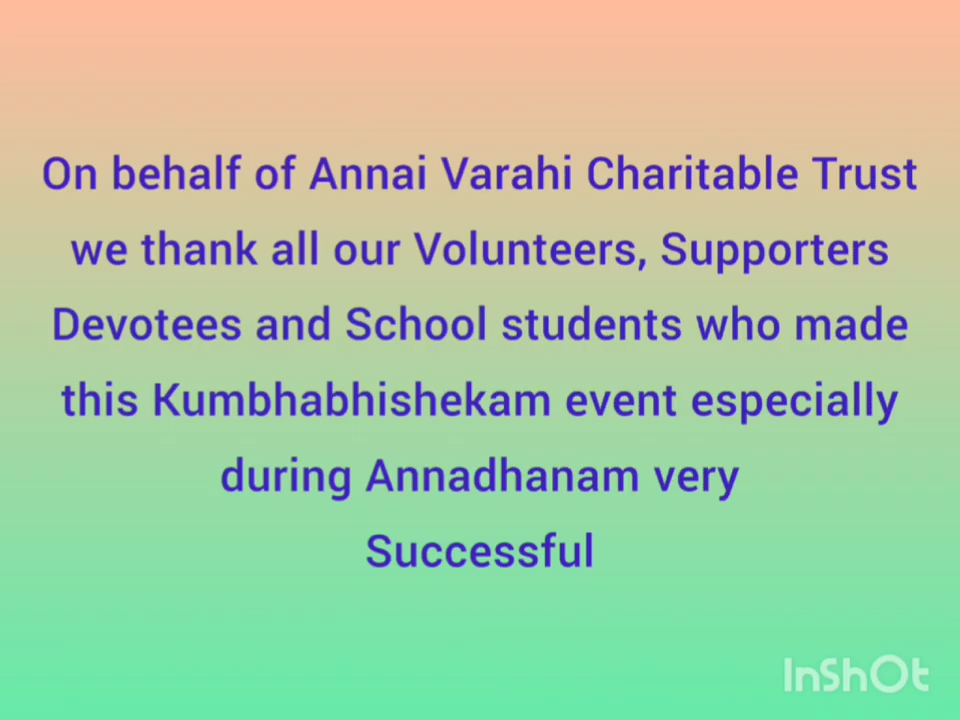 On behalf of Annai Varahi Charitable Trust
we thank all our Volunteers, Supporters
Devotees and School students who made
this Kumbhabhishekam event especially
during Annadhanam very
Successful
InShOt